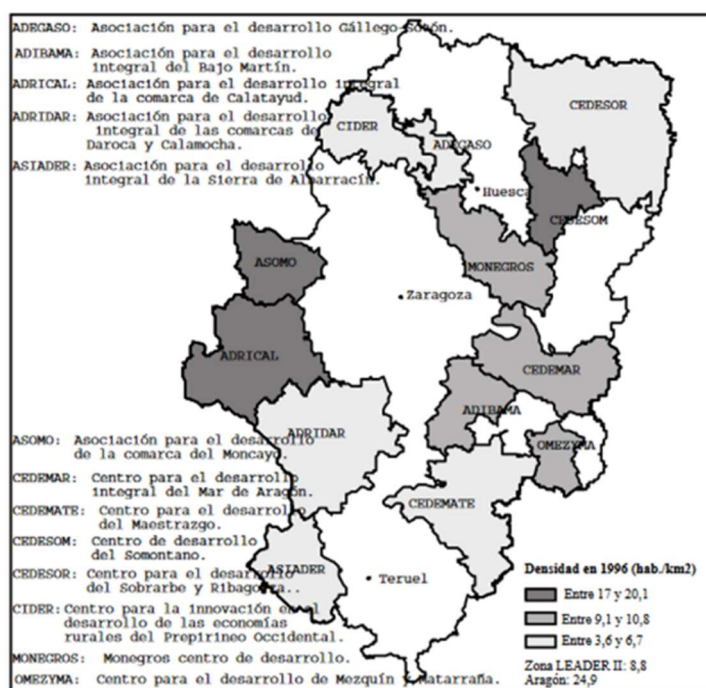 ADEGASO: Asociación para el desarrollo Gállego-Sotón.
ADIBAMA: Asociación para el desarrollo
integral del Bajo Martín.
ADRICAL: Asociación para el desarrollo integral
de la comarca de Calatayud.
ADRIDAR: Asociación para el desarrollo
integral de las comarcas de
Daroca y Calamocha.
ASIADER: Asociación para el desarrollo
integral de la Sierra de Albarracín.
CEDESOR
CIDER
ADEGASO
Huesca
CEDESOM
MONEGROS
ASOMO
Zaragoza
ADRICAL
CEDEMAR
ADIBAMA
ADRIDAR
OMEZYMA
CEDEMATE
ASIADER
Teruel
ASOMO: Asociación para el desarrollo
de la comarca del Moncayo.
CEDEMAR: Centro para el desarrollo
integral del Mar de Aragón.
CEDEMATE: Centro para el desarrollo
del Maestrazgo.
CEDESOM: Centro de desarrollo
del Somontano.
CEDESOR: Centro para el desarrollo
del Sobrarbe y Ribagorza..
CIDER: Centro para la innovación en el
desarrollo de las economías
rurales del Prepirineo Occidental.
MONEGROS: Monegros centro de desarrollo.
OMEZYMA: Centro para el desarrollo de Mezquín y Matarraña.
Densidad en 1996 (hab./km2)
Entre 17 y 20,1
Entre 9,1 y 10,8
Entre 3,6 y 6,7
Zona LEADER II: 8,8
Aragón: 24,9